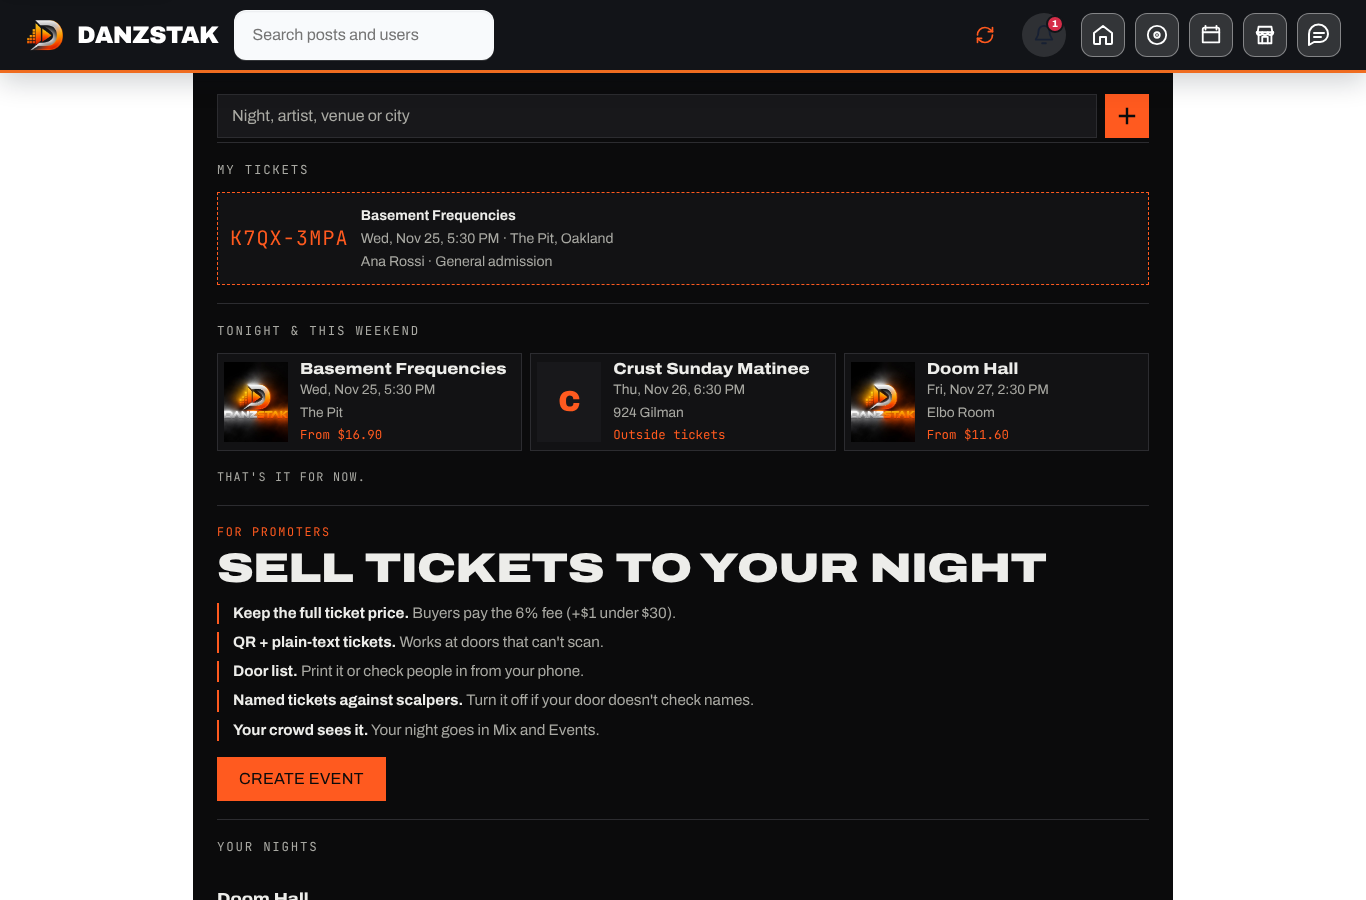 DANZSTAK
Search posts and users
1
Night, artist, venue or city
MY TICKETS
K7QX-3MPA
Basement Frequencies
Wed, Nov 25, 5:30 PM · The Pit, Oakland
Ana Rossi · General admission
TONIGHT & THIS WEEKEND
DANZSTAK
Basement Frequencies
Wed, Nov 25, 5:30 PM
The Pit
From $16.90
C
Crust Sunday Matinee
Thu, Nov 26, 6:30 PM
924 Gilman
Outside tickets
DANZSTAK
Doom Hall
Fri, Nov 27, 2:30 PM
Elbo Room
From $11.60
THAT'S IT FOR NOW.
FOR PROMOTERS
SELL TICKETS TO YOUR NIGHT
Keep the full ticket price. Buyers pay the 6% fee (+$1 under $30).
QR + plain-text tickets. Works at doors that can't scan.
Door list. Print it or check people in from your phone.
Named tickets against scalpers. Turn it off if your door doesn't check names.
Your crowd sees it. Your night goes in Mix and Events.
CREATE EVENT
YOUR NIGHTS
Doom Hall